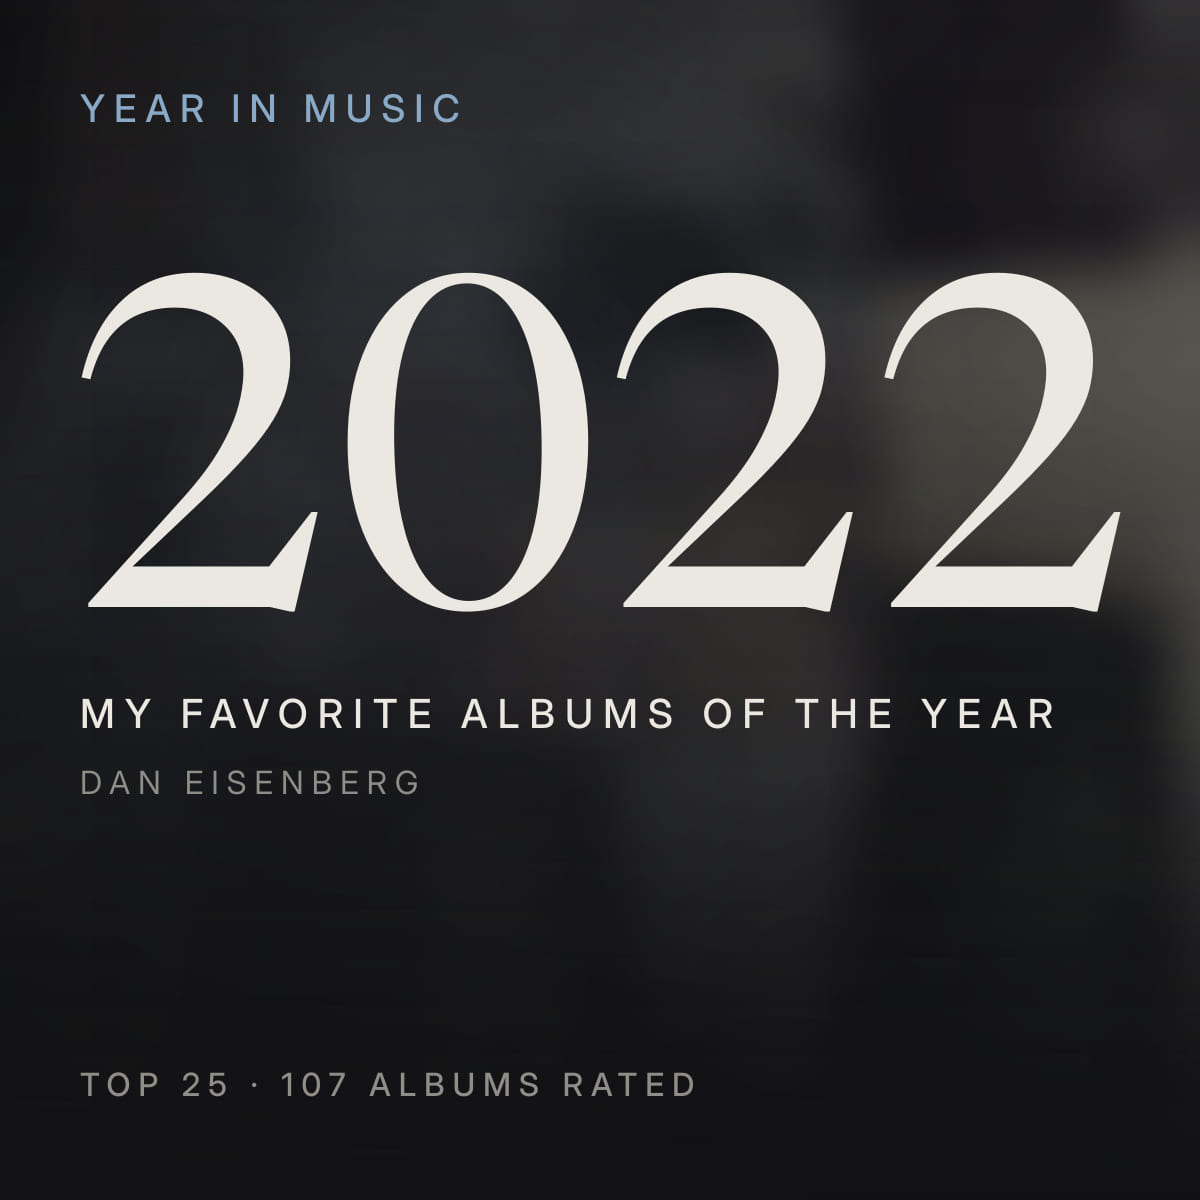 YEAR IN MUSIC
2022
MY FAVORITE ALBUMS OF THE YEAR
DAN EISENBERG
TOP 25 · 107 ALBUMS RATED